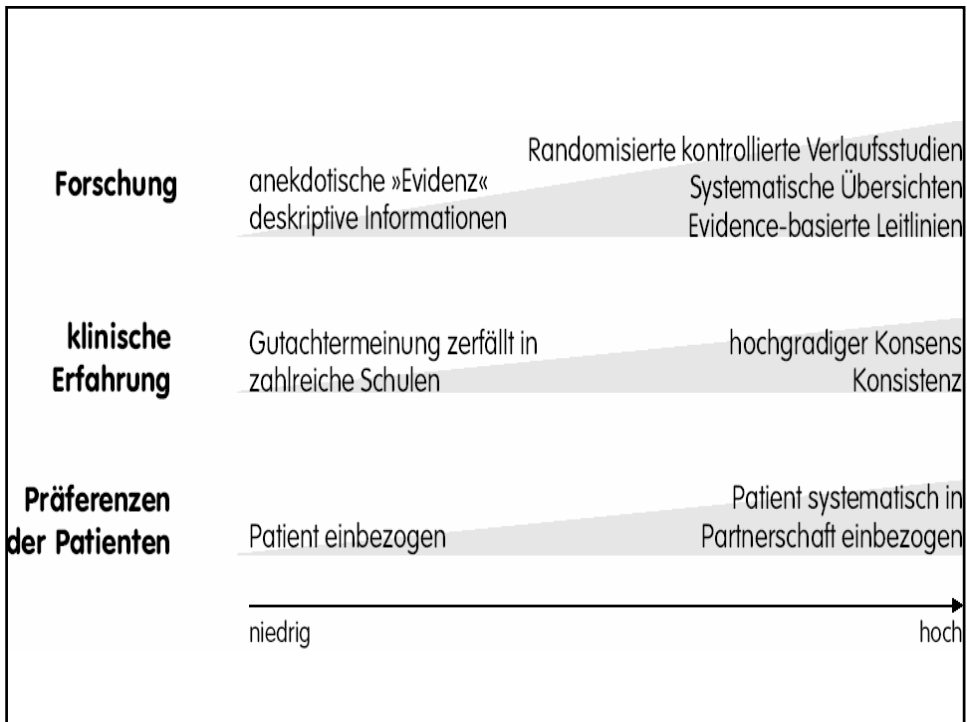 Forschung
anekdotische »Evidenz«
deskriptive Informationen
Randomisierte kontrollierte Verlaufsstudien
Systematische Übersichten
Evidence-basierte Leitlinien
klinische
Erfahrung
Gutachtermeinung zerfällt in
zahlreiche Schulen
hochgradiger Konsens
Konsistenz
Präferenzen
der Patienten
Patient einbezogen
Patient systematisch in
Partnerschaft einbezogen
niedrig
hoch